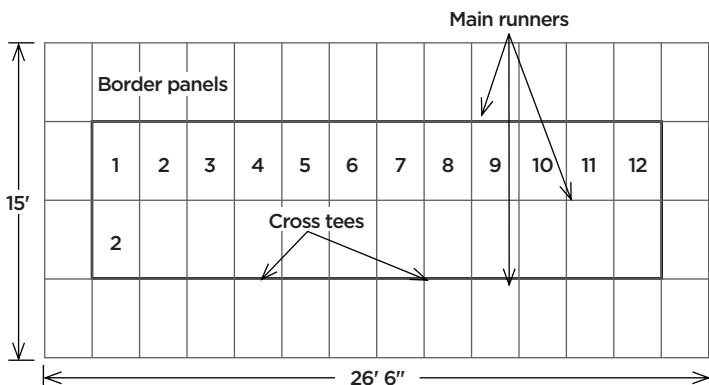 Main runners
Border panels
1 2 3 4 5 6 7 8 9 10 11 12
15'
Cross tees
2
26' 6"